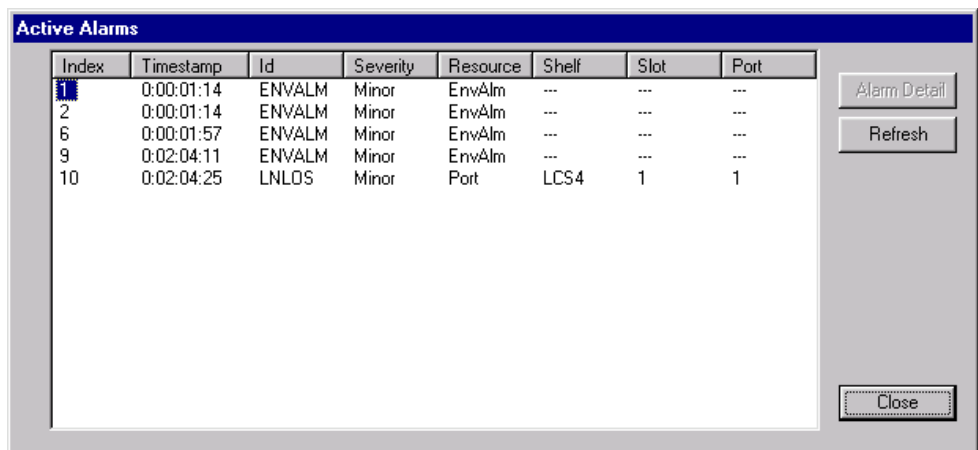 Active Alarms
Index Timestamp Id Severity Resource Shelf Slot Port
1 0:00:01:14 ENVALM Minor EnvAlm --- --- ---
2 0:00:01:14 ENVALM Minor EnvAlm --- --- ---
6 0:00:01:57 ENVALM Minor EnvAlm --- --- ---
9 0:02:04:11 ENVALM Minor EnvAlm --- --- ---
10 0:02:04:25 LNLOS Minor Port LCS4 1 1
Alarm Detail
Refresh
Close